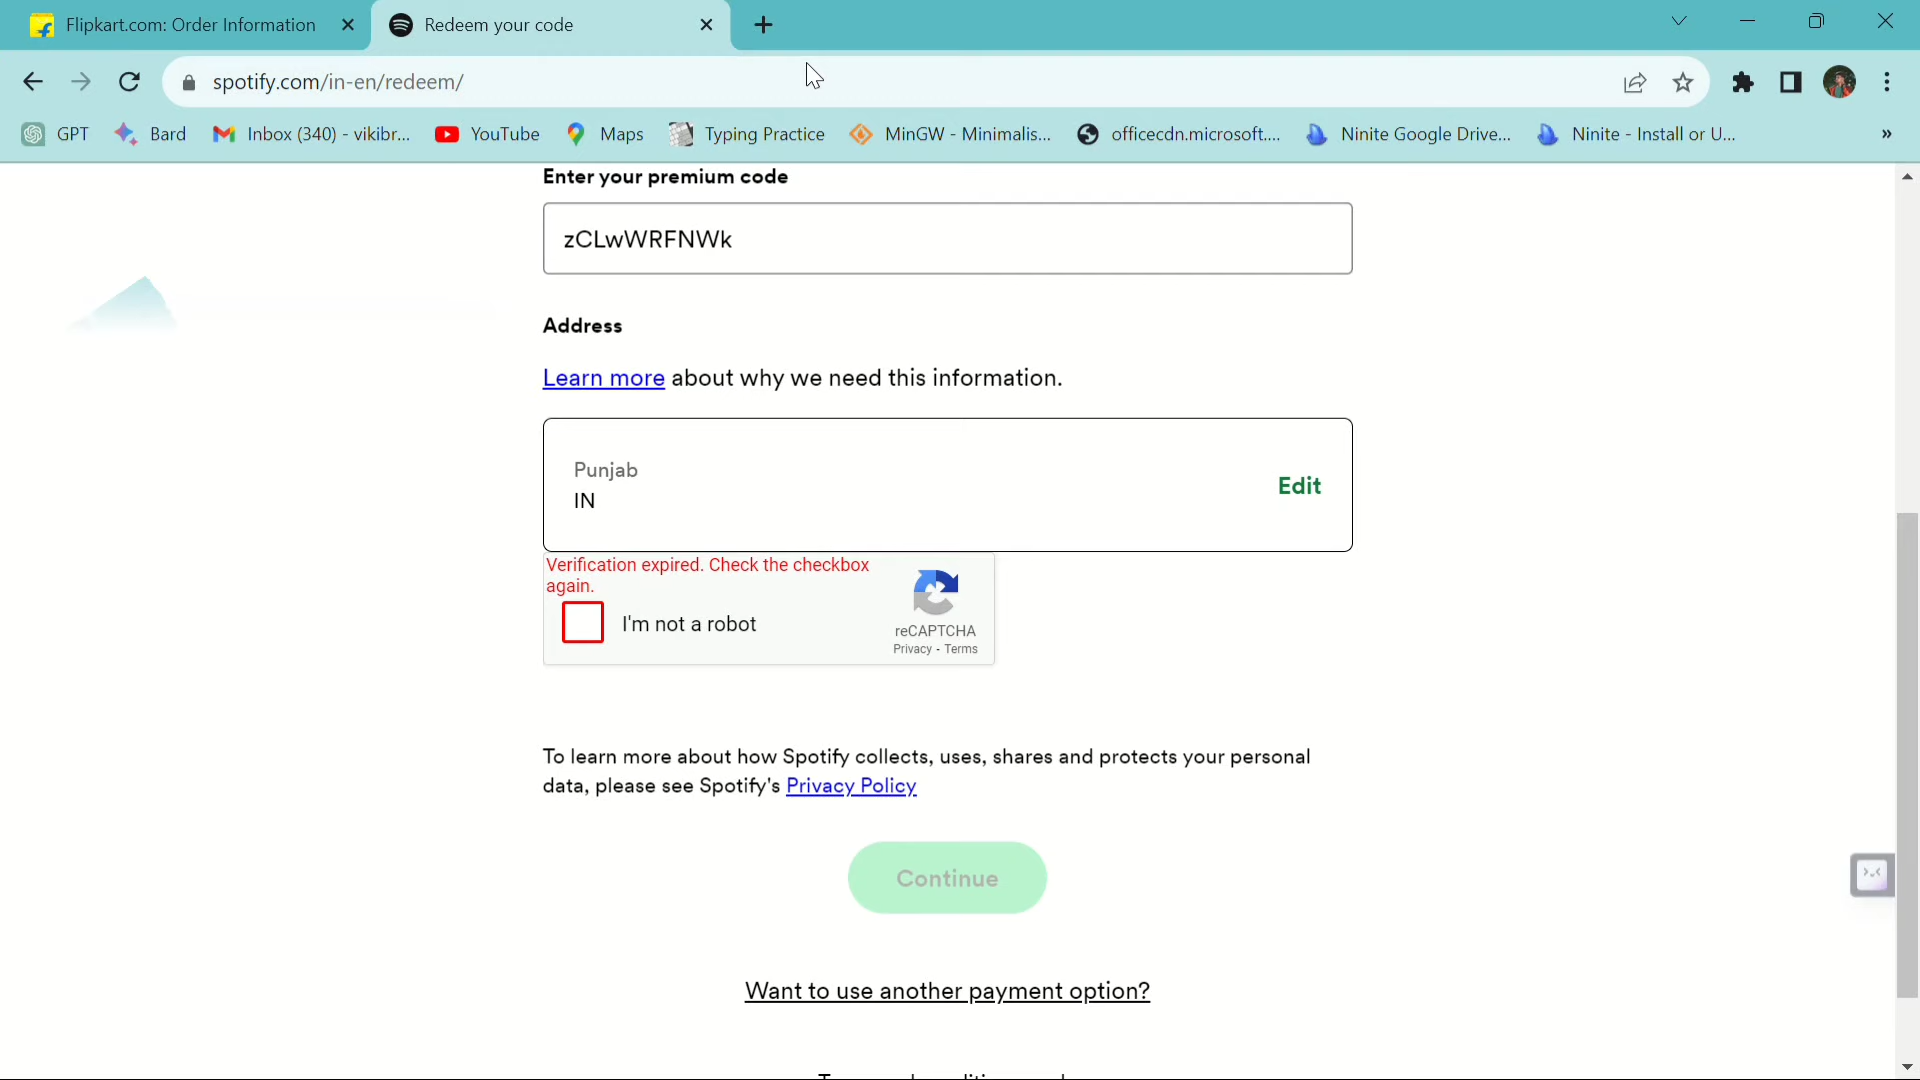 Flipkart.com: Order Information
Redeem your code
spotify.com/in-en/redeem/
GPT
Bard
Inbox (340) - vikibr...
YouTube
Maps
Typing Practice
MinGW - Minimalis...
officecdn.microsoft....
Ninite Google Drive...
Ninite - Install or U...
»
Enter your premium code
zCLwWRFNWk
Address
Learn more about why we need this information.
Punjab
IN
Edit
Verification expired. Check the checkbox
again.
I'm not a robot
reCAPTCHA
Privacy - Terms
To learn more about how Spotify collects, uses, shares and protects your personal
data, please see Spotify's Privacy Policy
Continue
Want to use another payment option?